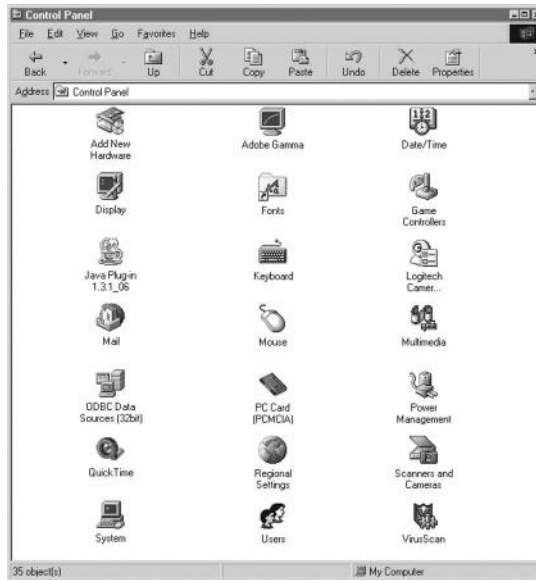 Control Panel
File Edit View Go Favorites Help
Back Forward Up Cut Copy Paste Undo Delete Properties
Address Control Panel
Add New Hardware
Adobe Gamma
Date/Time
Display
Fonts
Game Controllers
Java Plug-in 1.3.1_06
Keyboard
Logitech Camer...
Mail
Mouse
Multimedia
ODBC Data Sources (32bit)
PC Card (PCMCIA)
Power Management
QuickTime
Regional Settings
Scanners and Cameras
System
Users
VirusScan
35 object(s) My Computer